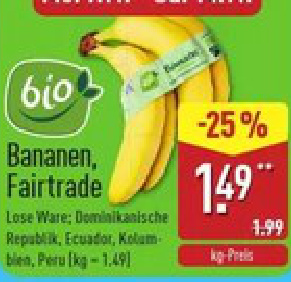 bio
-25%
Bananen,
Fairtrade
1.49**
1.99
Lose Ware; Dominikanische
Republik, Ecuador, Kolum-
bien, Peru (kg = 1.49)
kg-Preis